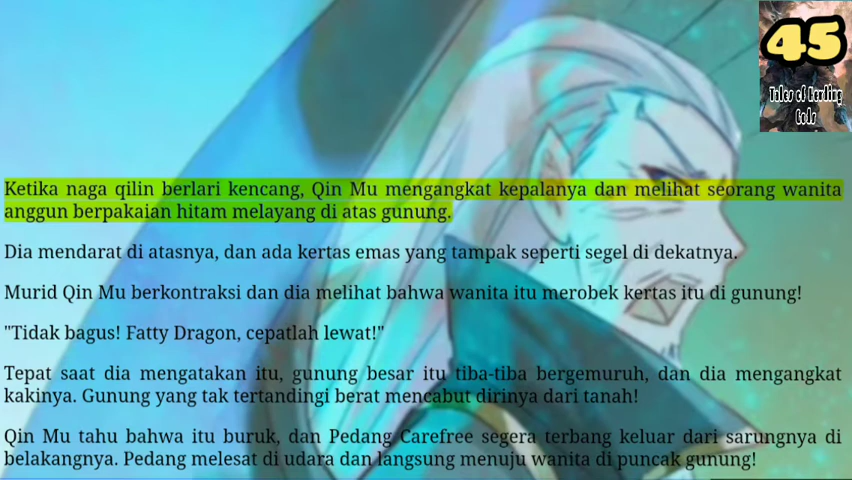 45
Tales of Herding
Gods
Ketika naga qilin berlari kencang, Qin Mu mengangkat kepalanya dan melihat seorang wanita
anggun berpakaian hitam melayang di atas gunung.
Dia mendarat di atasnya, dan ada kertas emas yang tampak seperti segel di dekatnya.
Murid Qin Mu berkontraksi dan dia melihat bahwa wanita itu merobek kertas itu di gunung!
"Tidak bagus! Fatty Dragon, cepatlah lewat!"
Tepat saat dia mengatakan itu, gunung besar itu tiba-tiba bergemuruh, dan dia mengangkat
kakinya. Gunung yang tak tertandingi berat mencabut dirinya dari tanah!
Qin Mu tahu bahwa itu buruk, dan Pedang Carefree segera terbang keluar dari sarungnya di
belakangnya. Pedang melesat di udara dan langsung menuju wanita di puncak gunung!